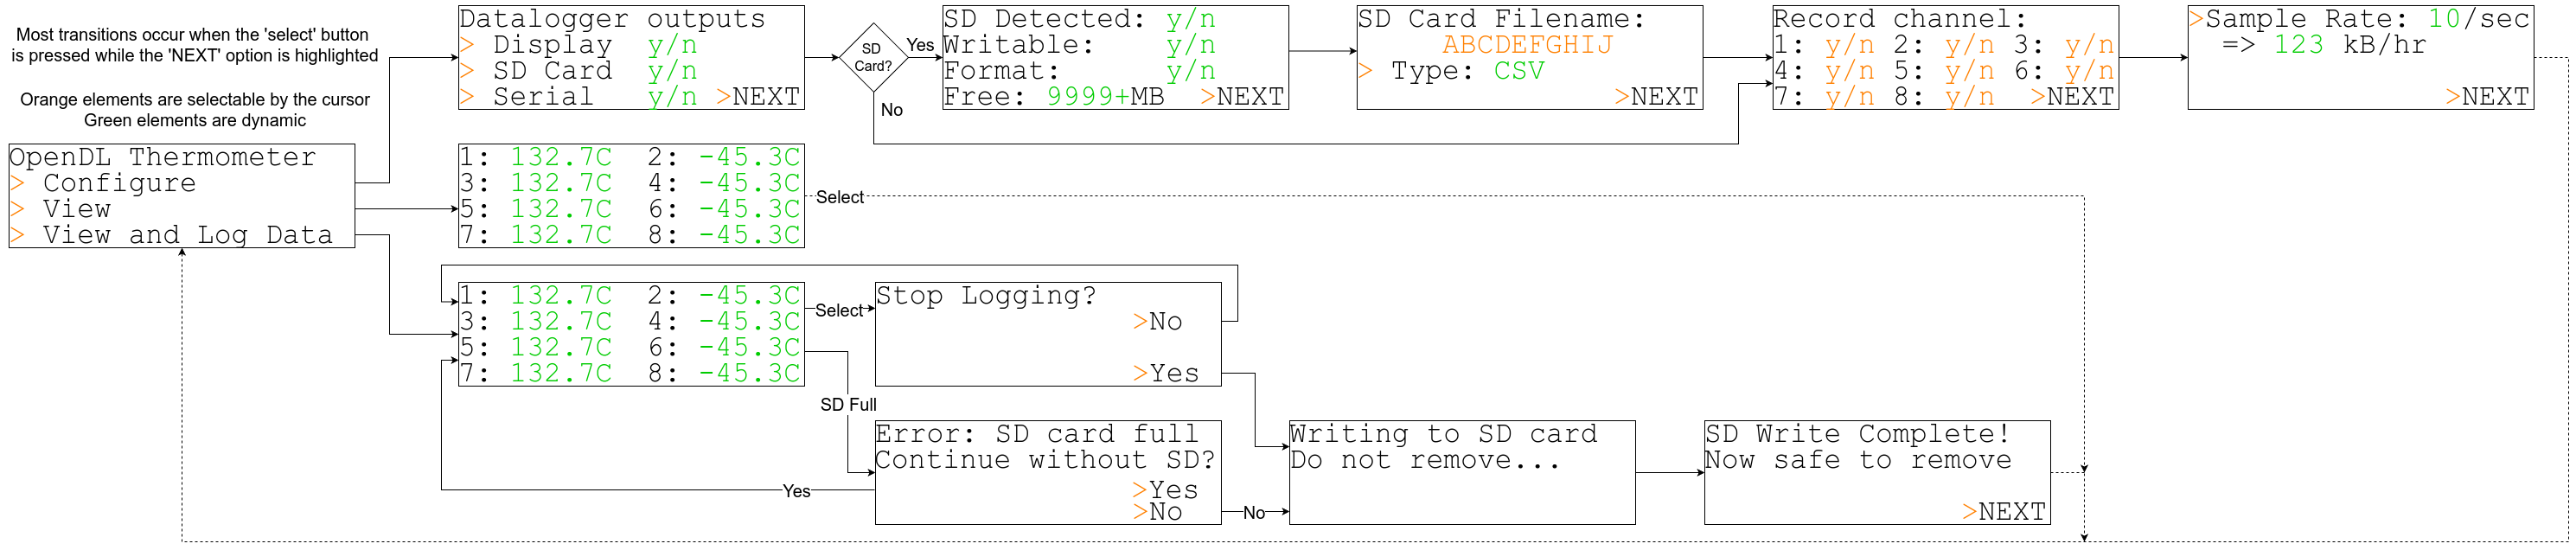 Most transitions occur when the 'select' button
is pressed while the 'NEXT' option is highlighted
Orange elements are selectable by the cursor
Green elements are dynamic
OpenDL Thermometer
> Configure
> View
> View and Log Data
Datalogger outputs
> Display y/n
> SD Card y/n
> Serial y/n >NEXT
SD
Card?
Yes
No
SD Detected: y/n
Writable: y/n
Format: y/n
Free: 9999+MB >NEXT
SD Card Filename:
ABCDEFGHIJ
> Type: CSV
>NEXT
Record channel:
1: y/n 2: y/n 3: y/n
4: y/n 5: y/n 6: y/n
7: y/n 8: y/n >NEXT
>Sample Rate: 10/sec
=> 123 kB/hr
>NEXT
1: 132.7C 2: -45.3C
3: 132.7C 4: -45.3C
5: 132.7C 6: -45.3C
7: 132.7C 8: -45.3C
Select
1: 132.7C 2: -45.3C
3: 132.7C 4: -45.3C
5: 132.7C 6: -45.3C
7: 132.7C 8: -45.3C
Select
SD Full
Stop Logging?
>No
>Yes
Error: SD card full
Continue without SD?
>Yes
>No
Yes
No
Writing to SD card
Do not remove...
SD Write Complete!
Now safe to remove
>NEXT